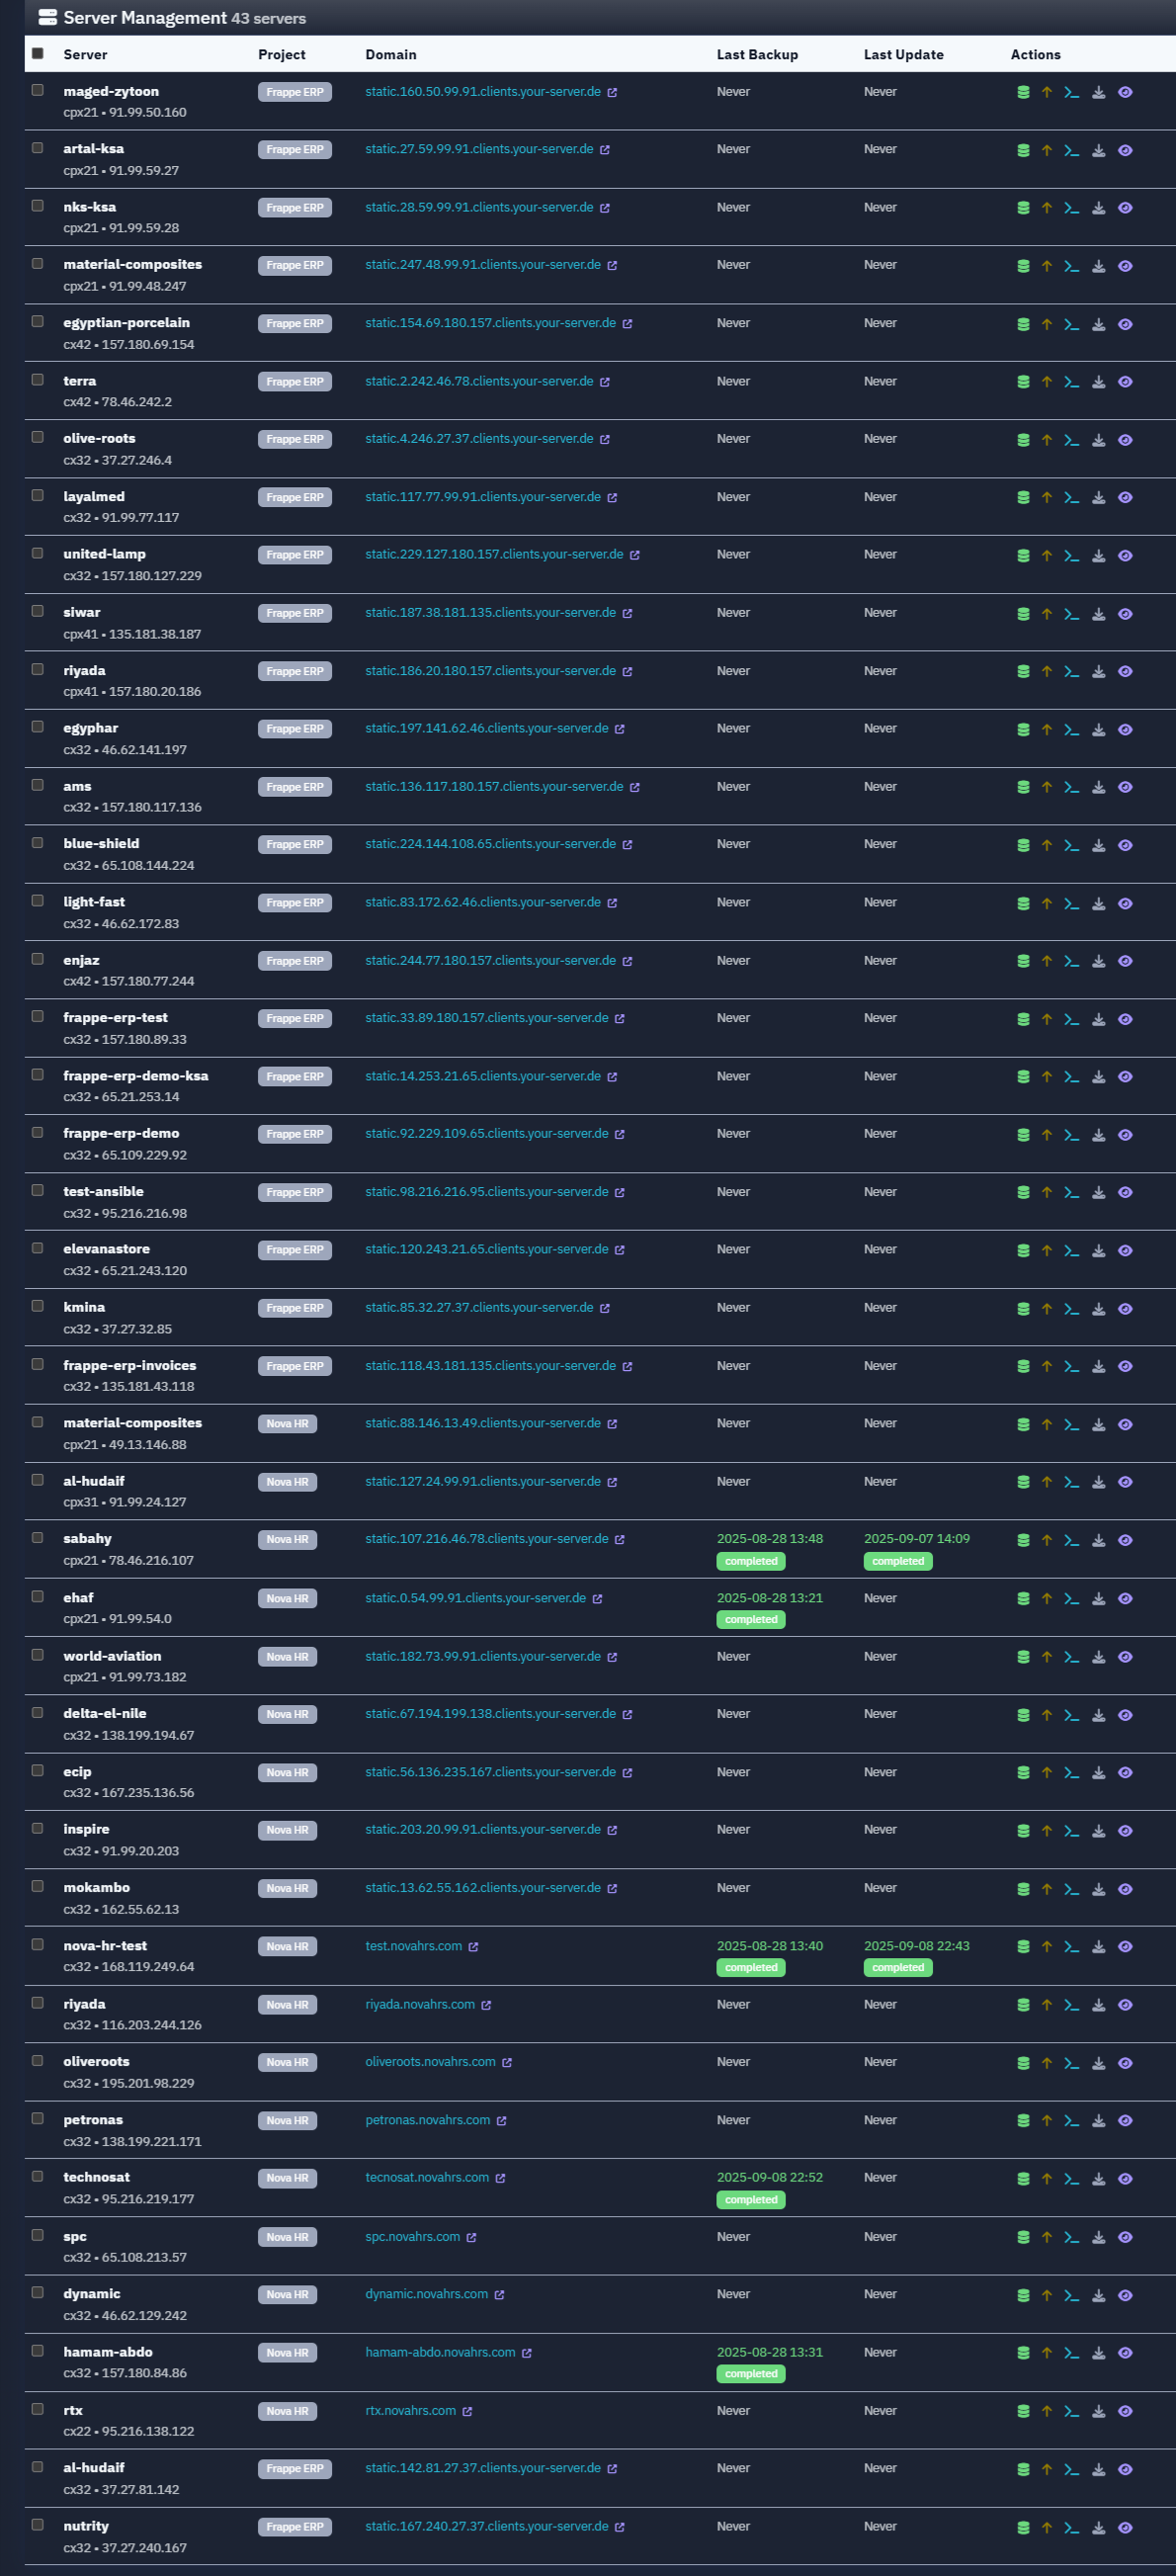 Server Management 43 servers
Server Project Domain Last Backup Last Update Actions
maged-zytoon Frappe ERP static.160.50.99.91.clients.your-server.de Never Never
cpx21 • 91.99.50.160
artal-ksa Frappe ERP static.27.59.99.91.clients.your-server.de Never Never
cpx21 • 91.99.59.27
nks-ksa Frappe ERP static.28.59.99.91.clients.your-server.de Never Never
cpx21 • 91.99.59.28
material-composites Frappe ERP static.247.48.99.91.clients.your-server.de Never Never
cpx21 • 91.99.48.247
egyptian-porcelain Frappe ERP static.154.69.180.157.clients.your-server.de Never Never
cx42 • 157.180.69.154
terra Frappe ERP static.2.242.46.78.clients.your-server.de Never Never
cx42 • 78.46.242.2
olive-roots Frappe ERP static.4.246.27.37.clients.your-server.de Never Never
cx32 • 37.27.246.4
layalmed Frappe ERP static.117.77.99.91.clients.your-server.de Never Never
cx32 • 91.99.77.117
united-lamp Frappe ERP static.229.127.180.157.clients.your-server.de Never Never
cx32 • 157.180.127.229
siwar Frappe ERP static.187.38.181.135.clients.your-server.de Never Never
cpx41 • 135.181.38.187
riyada Frappe ERP static.186.20.180.157.clients.your-server.de Never Never
cpx41 • 157.180.20.186
egyphar Frappe ERP static.197.141.62.46.clients.your-server.de Never Never
cx32 • 46.62.141.197
ams Frappe ERP static.136.117.180.157.clients.your-server.de Never Never
cx32 • 157.180.117.136
blue-shield Frappe ERP static.224.144.108.65.clients.your-server.de Never Never
cx32 • 65.108.144.224
light-fast Frappe ERP static.83.172.62.46.clients.your-server.de Never Never
cx32 • 46.62.172.83
enjaz Frappe ERP static.244.77.180.157.clients.your-server.de Never Never
cx42 • 157.180.77.244
frappe-erp-test Frappe ERP static.33.89.180.157.clients.your-server.de Never Never
cx32 • 157.180.89.33
frappe-erp-demo-ksa Frappe ERP static.14.253.21.65.clients.your-server.de Never Never
cx32 • 65.21.253.14
frappe-erp-demo Frappe ERP static.92.229.109.65.clients.your-server.de Never Never
cx32 • 65.109.229.92
test-ansible Frappe ERP static.98.216.216.95.clients.your-server.de Never Never
cx32 • 95.216.216.98
elevanastore Frappe ERP static.120.243.21.65.clients.your-server.de Never Never
cx32 • 65.21.243.120
kmina Frappe ERP static.85.32.27.37.clients.your-server.de Never Never
cx32 • 37.27.32.85
frappe-erp-invoices Frappe ERP static.118.43.181.135.clients.your-server.de Never Never
cx32 • 135.181.43.118
material-composites Nova HR static.88.146.13.49.clients.your-server.de Never Never
cpx21 • 49.13.146.88
al-hudaif Nova HR static.127.24.99.91.clients.your-server.de Never Never
cpx31 • 91.99.24.127
sabahy Nova HR static.107.216.46.78.clients.your-server.de 2025-08-28 13:48 2025-09-07 14:09
cpx21 • 78.46.216.107 completed completed
ehaf Nova HR static.0.54.99.91.clients.your-server.de 2025-08-28 13:21 Never
cpx21 • 91.99.54.0 completed
world-aviation Nova HR static.182.73.99.91.clients.your-server.de Never Never
cpx21 • 91.99.73.182
delta-el-nile Nova HR static.67.194.199.138.clients.your-server.de Never Never
cx32 • 138.199.194.67
ecip Nova HR static.56.136.235.167.clients.your-server.de Never Never
cx32 • 167.235.136.56
inspire Nova HR static.203.20.99.91.clients.your-server.de Never Never
cx32 • 91.99.20.203
mokambo Nova HR static.13.62.55.162.clients.your-server.de Never Never
cx32 • 162.55.62.13
nova-hr-test Nova HR test.novahrs.com 2025-08-28 13:40 2025-09-08 22:43
cx32 • 168.119.249.64 completed completed
riyada Nova HR riyada.novahrs.com Never Never
cx32 • 116.203.244.126
oliveroots Nova HR oliveroots.novahrs.com Never Never
cx32 • 195.201.98.229
petronas Nova HR petronas.novahrs.com Never Never
cx32 • 138.199.221.171
technosat Nova HR tecnosat.novahrs.com 2025-09-08 22:52 Never
cx32 • 95.216.219.177 completed
spc Nova HR spc.novahrs.com Never Never
cx32 • 65.108.213.57
dynamic Nova HR dynamic.novahrs.com Never Never
cx32 • 46.62.129.242
hamam-abdo Nova HR hamam-abdo.novahrs.com 2025-08-28 13:31 Never
cx32 • 157.180.84.86 completed
rtx Nova HR rtx.novahrs.com Never Never
cx22 • 95.216.138.122
al-hudaif Frappe ERP static.142.81.27.37.clients.your-server.de Never Never
cx32 • 37.27.81.142
nutrity Frappe ERP static.167.240.27.37.clients.your-server.de Never Never
cx32 • 37.27.240.167